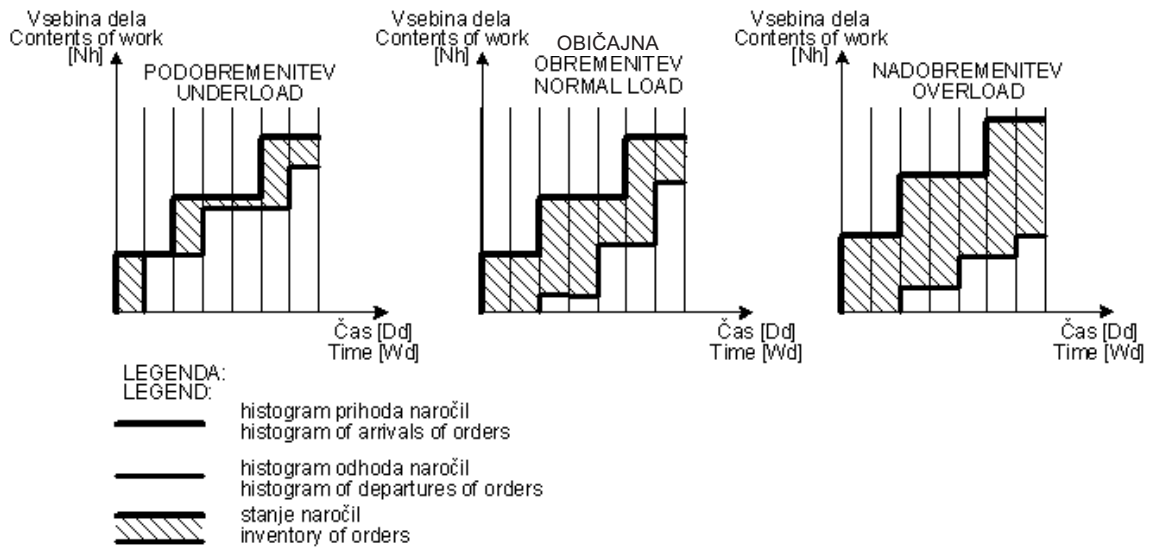 Vsebina dela
Contents of work
[Nh]
PODOBREMENITEV
UNDERLOAD
Čas [Dd]
Time [Wd]
Vsebina dela
Contents of work
[Nh]
OBIČAJNA
OBREMENITEV
NORMAL LOAD
Čas [Dd]
Time [Wd]
Vsebina dela
Contents of work
[Nh]
NADOBREMENITEV
OVERLOAD
Čas [Dd]
Time [Wd]
LEGENDA:
LEGEND:
histogram prihoda naročil
histogram of arrivals of orders
histogram odhoda naročil
histogram of departures of orders
stanje naročil
inventory of orders